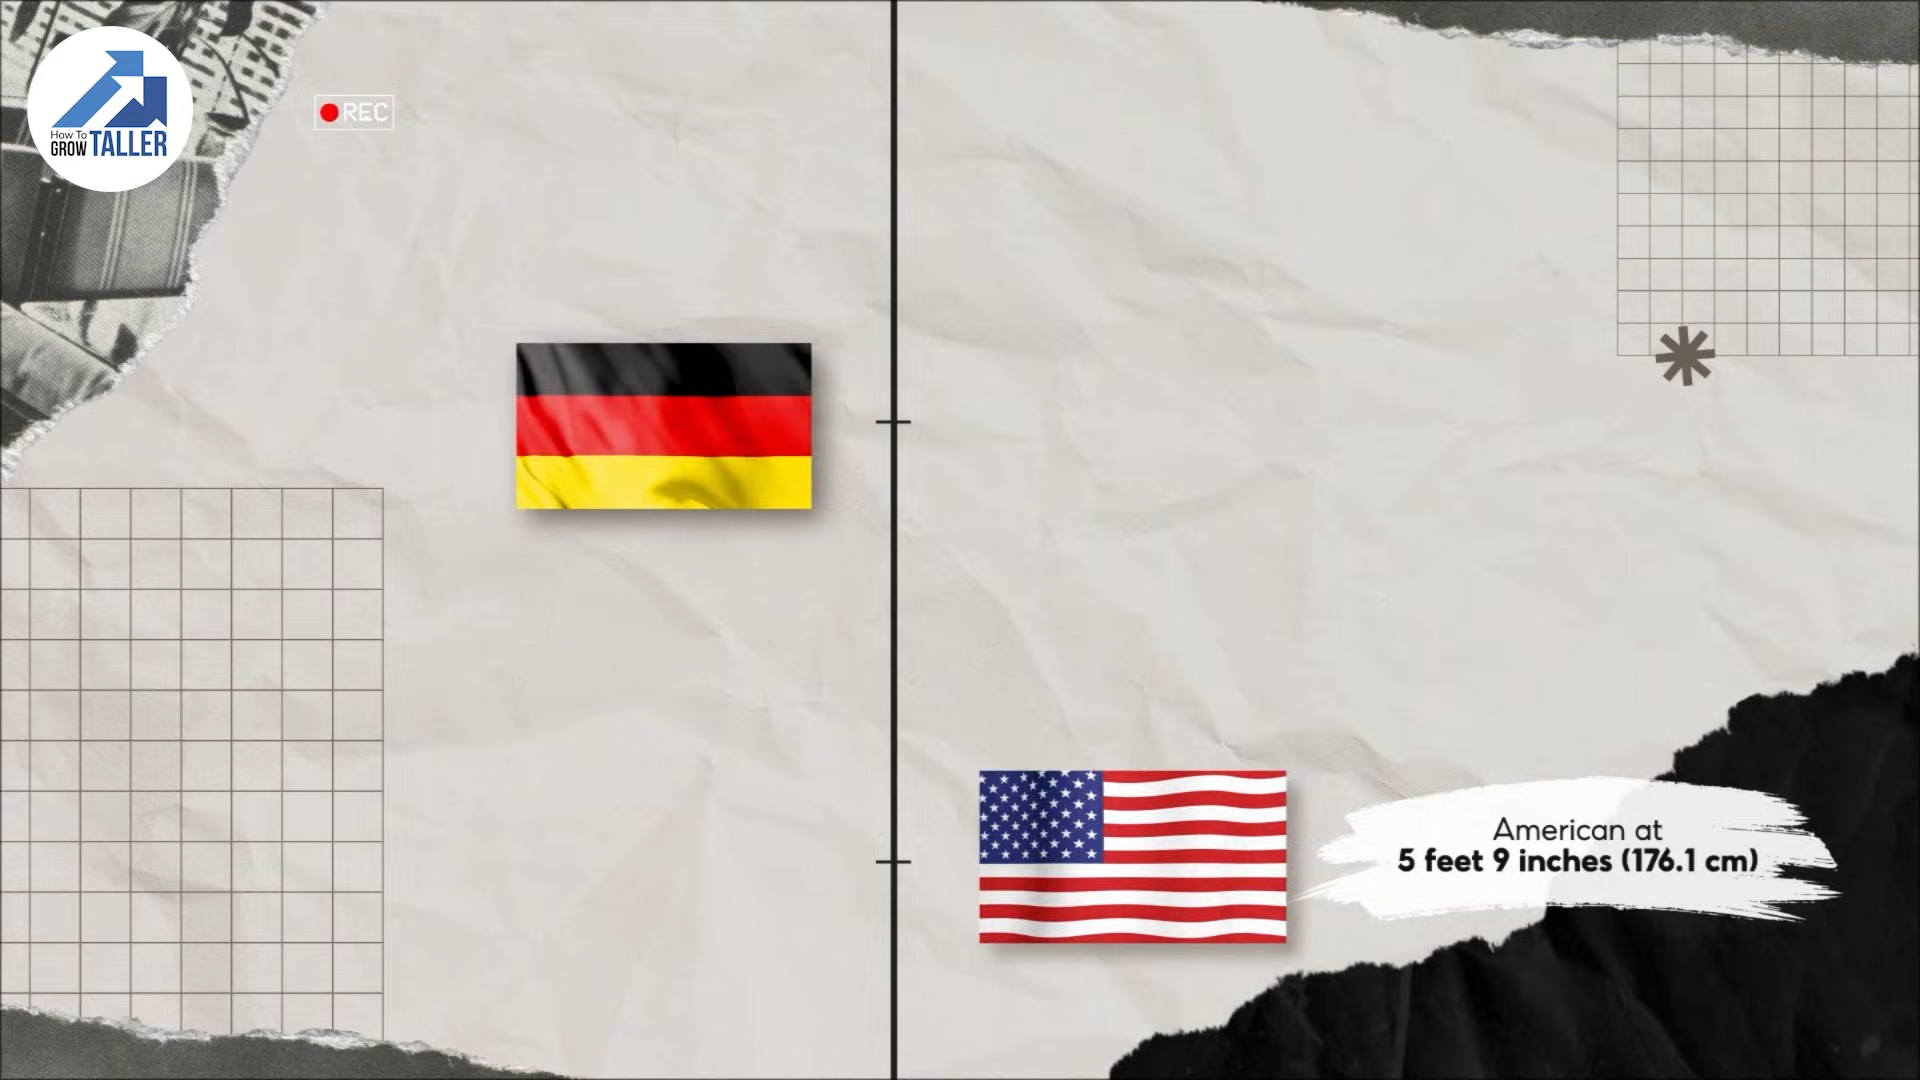 How To
GROW TALLER
REC
American at
5 feet 9 inches (176.1 cm)